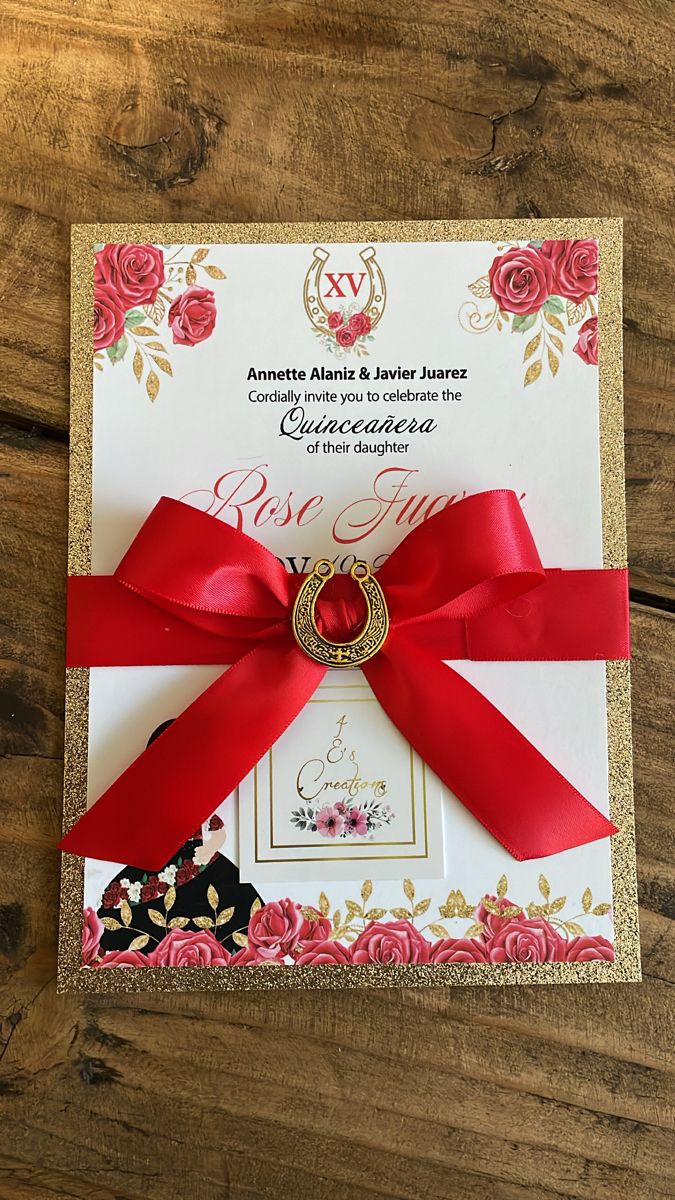 XV
Annette Alaniz & Javier Juarez
Cordially invite you to celebrate the
Quinceañera
of their daughter
Rose
4
E's
Creations